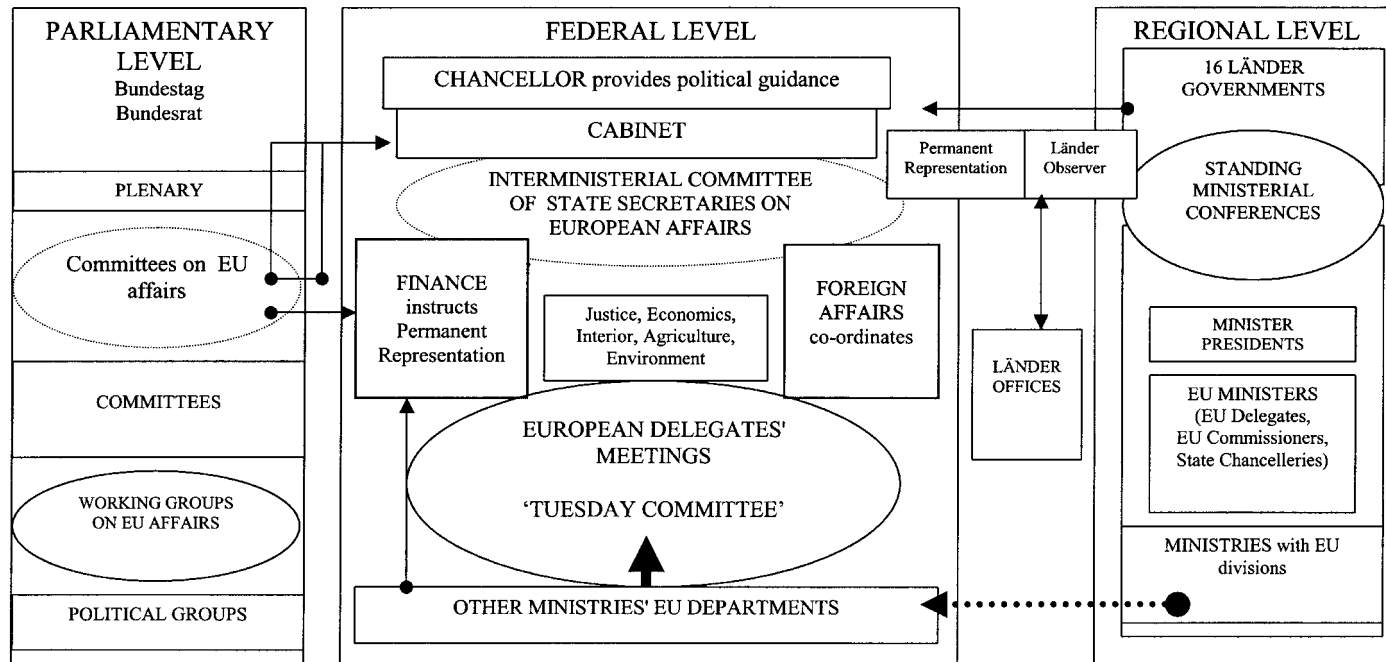 PARLIAMENTARY
LEVEL
Bundestag
Bundesrat
PLENARY
Committees on EU
affairs
COMMITTEES
WORKING GROUPS
ON EU AFFAIRS
POLITICAL GROUPS
FEDERAL LEVEL
CHANCELLOR provides political guidance
CABINET
INTERMINISTERIAL COMMITTEE
OF STATE SECRETARIES ON
EUROPEAN AFFAIRS
FINANCE
instructs
Permanent
Representation
Justice, Economics,
Interior, Agriculture,
Environment
FOREIGN
AFFAIRS
co-ordinates
EUROPEAN DELEGATES'
MEETINGS
‘TUESDAY COMMITTEE’
OTHER MINISTRIES' EU DEPARTMENTS
Permanent
Representation
Länder
Observer
LÄNDER
OFFICES
REGIONAL LEVEL
16 LÄNDER
GOVERNMENTS
STANDING
MINISTERIAL
CONFERENCES
MINISTER
PRESIDENTS
EU MINISTERS
(EU Delegates,
EU Commissioners,
State Chancelleries)
MINISTRIES with EU
divisions